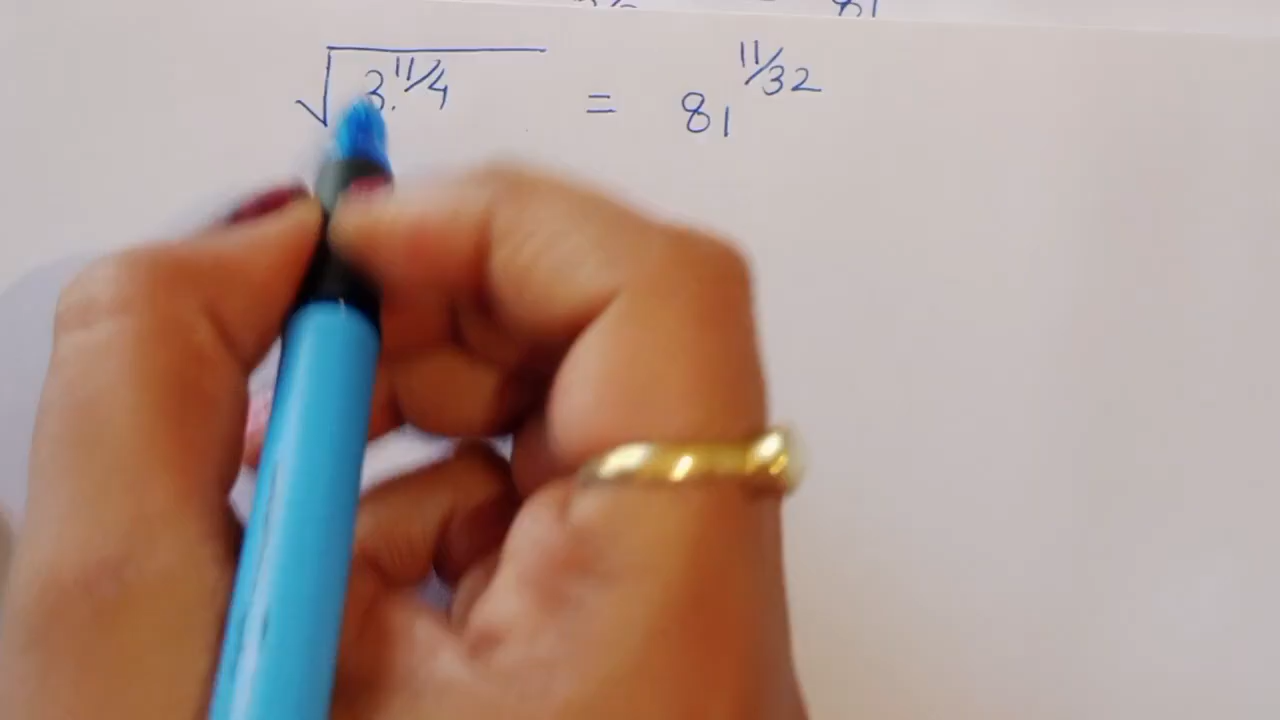 √3.^11/4 = 81^11/32